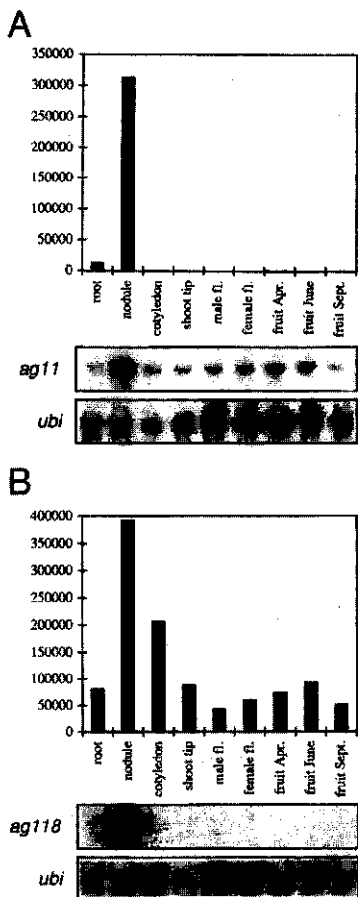 A
350000
300000
250000
200000
150000
100000
50000
0
root
nodule
cotyledon
shoot tip
male fl.
female fl.
fruit Apr.
fruit June
fruit Sept.
ag11
ubi
B
400000
350000
300000
250000
200000
150000
100000
50000
0
root
nodule
cotyledon
shoot tip
male fl.
female fl.
fruit Apr.
fruit June
fruit Sept.
ag118
ubi